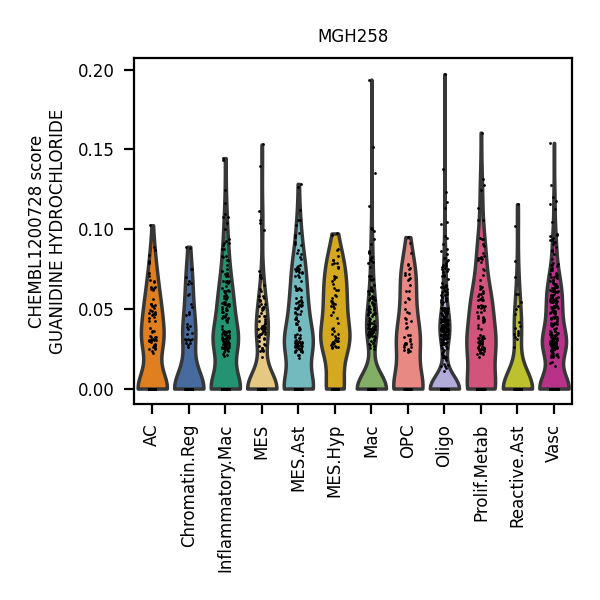 MGH258
CHEMBL1200728 score
GUANIDINE HYDROCHLORIDE
0.20
0.15
0.10
0.05
0.00
AC
Chromatin.Reg
Inflammatory.Mac
MES
MES.Ast
MES.Hyp
Mac
OPC
Oligo
Prolif.Metab
Reactive.Ast
Vasc